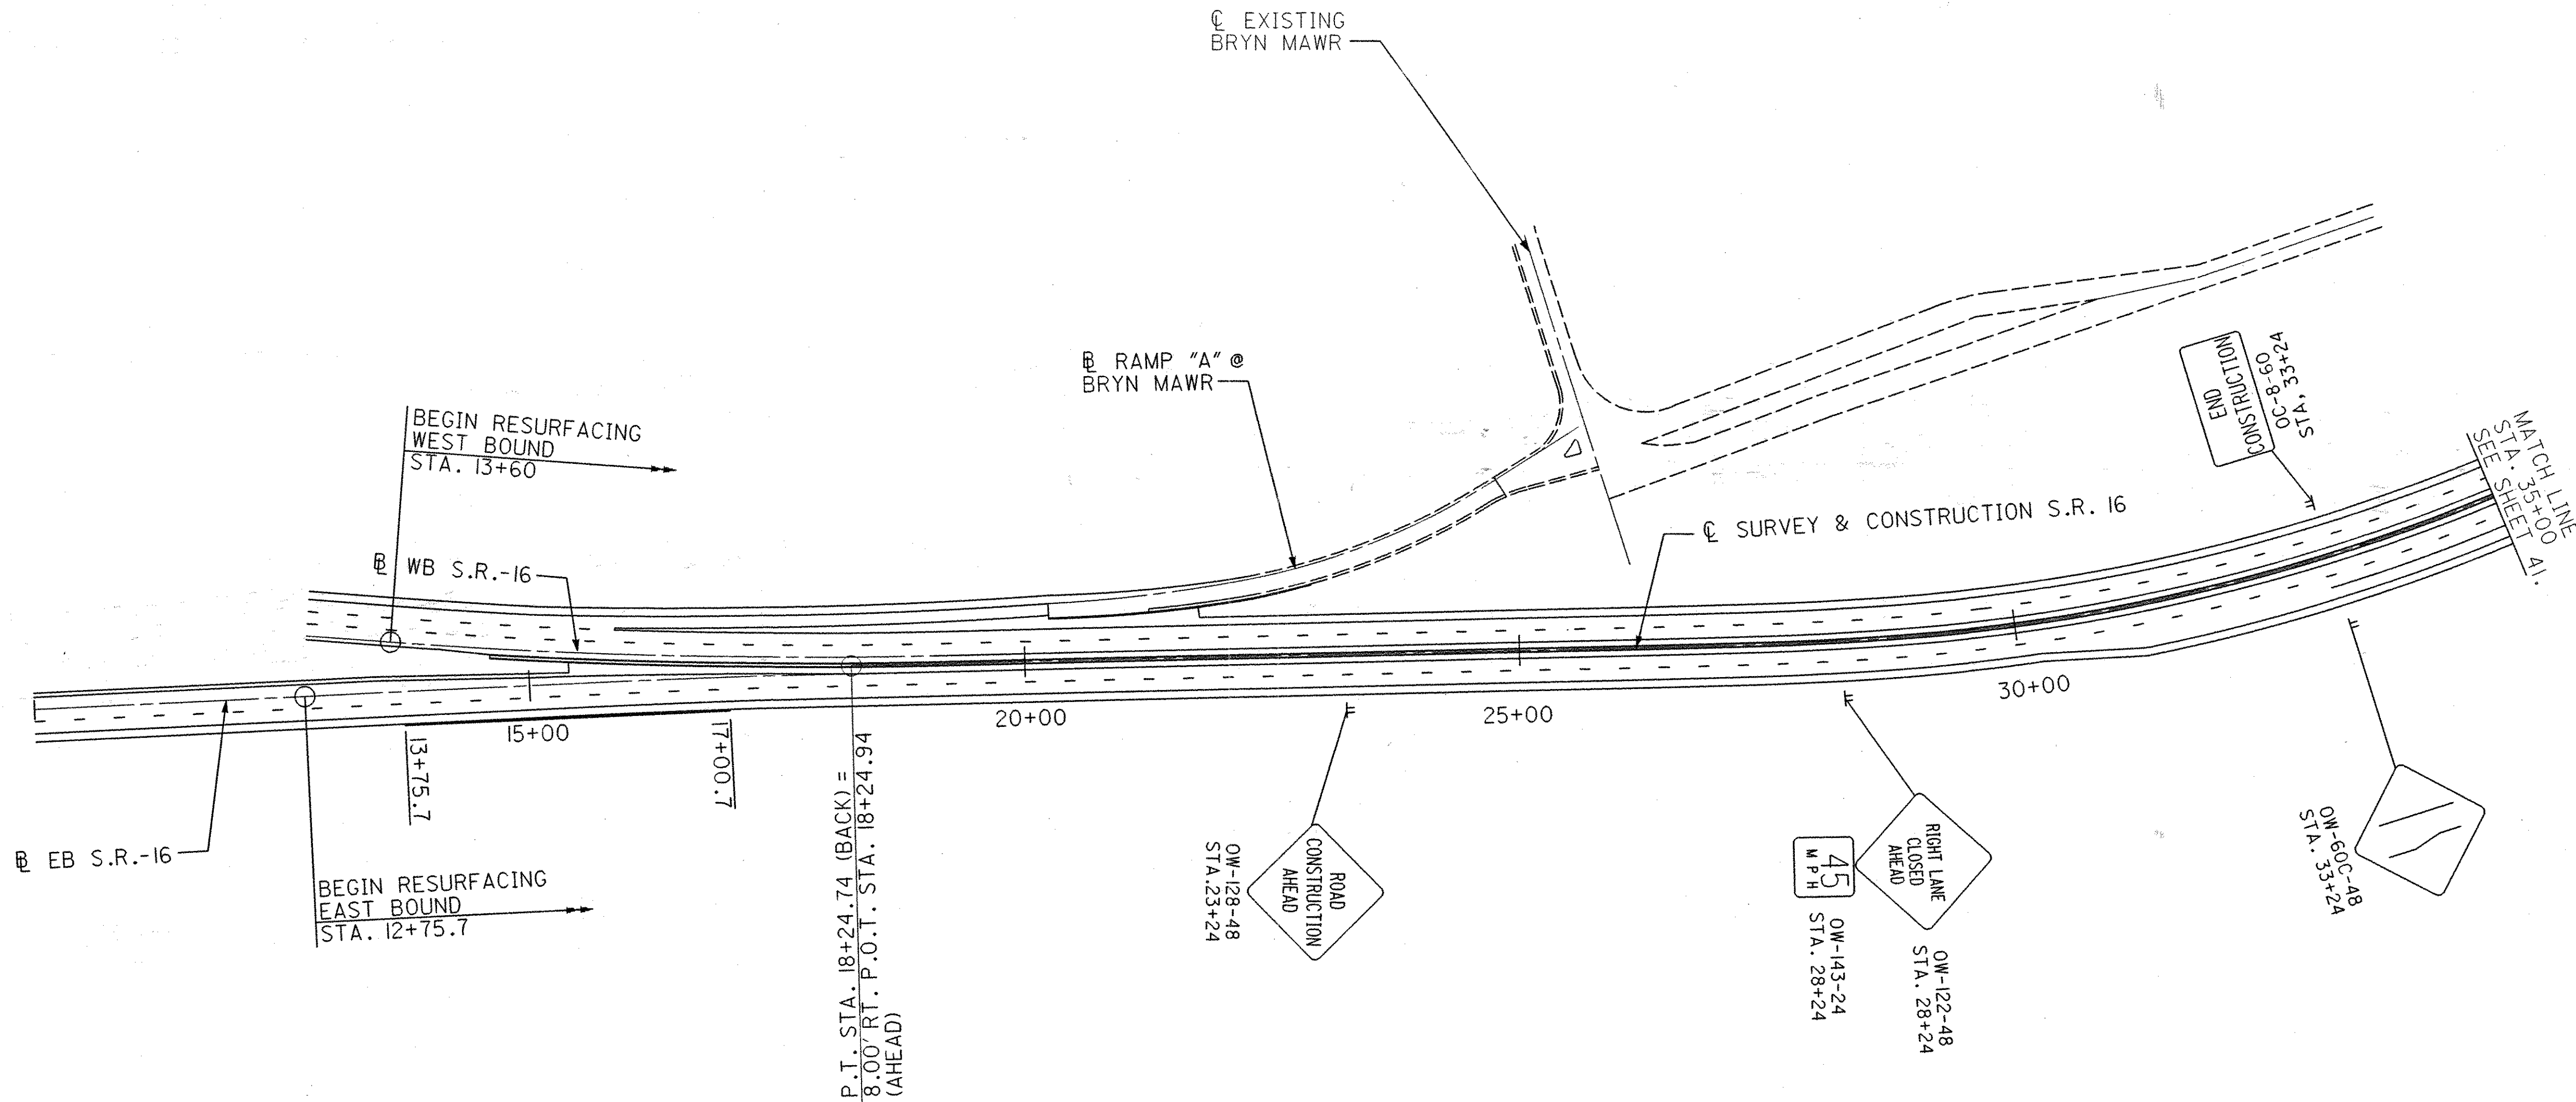 ℄ EXISTING
BRYN MAWR
℔ RAMP "A" @
BRYN MAWR
BEGIN RESURFACING
WEST BOUND
STA. 13+60
℔ WB S.R.-16
℄ SURVEY & CONSTRUCTION S.R. 16
END
CONSTRUCTION
OC-8-60
STA. 33+24
MATCH LINE
STA. 35+00
SEE SHEET 41.
15+00
20+00
25+00
30+00
13+75.7
17+00.7
℔ EB S.R.-16
BEGIN RESURFACING
EAST BOUND
STA. 12+75.7
P.T. STA. 18+24.74 (BACK) =
8.00' RT. P.O.T. STA. 18+24.94
(AHEAD)
ROAD
CONSTRUCTION
AHEAD
OW-128-48
STA.23+24
RIGHT LANE
CLOSED
AHEAD
45
MPH
OW-143-24
STA. 28+24
OW-122-48
STA. 28+24
OW-60C-48
STA. 33+24